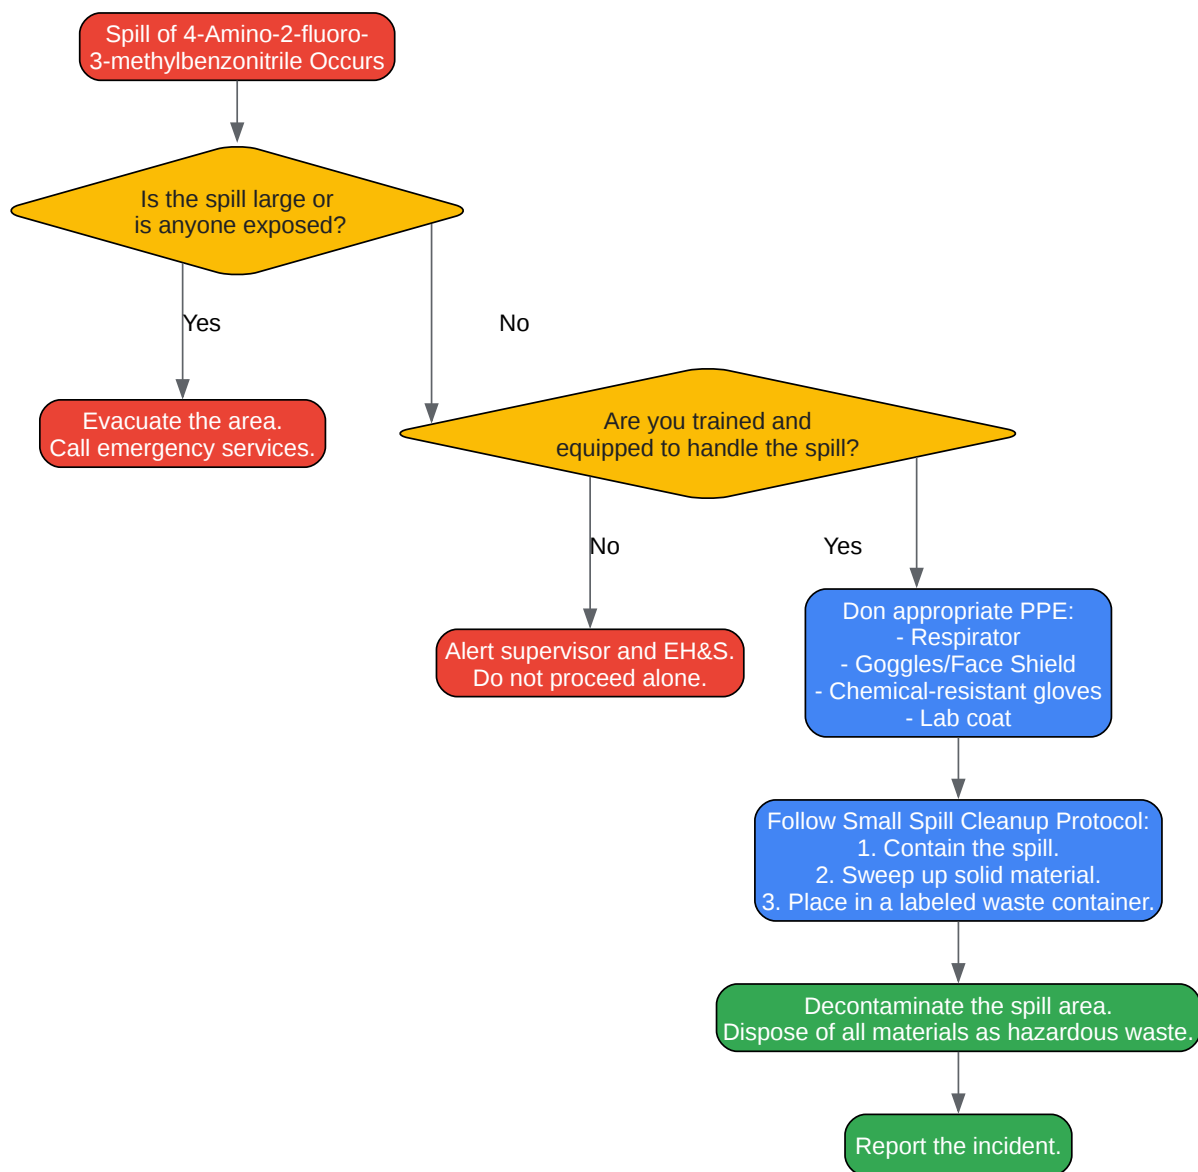 Spill of 4-Amino-2-fluoro-
3-methylbenzonitrile Occurs
Is the spill large or
is anyone exposed?
Yes
No
Evacuate the area.
Call emergency services.
Are you trained and
equipped to handle the spill?
No
Yes
Alert supervisor and EH&S.
Do not proceed alone.
Don appropriate PPE:
- Respirator
- Goggles/Face Shield
- Chemical-resistant gloves
- Lab coat
Follow Small Spill Cleanup Protocol:
1. Contain the spill.
2. Sweep up solid material.
3. Place in a labeled waste container.
Decontaminate the spill area.
Dispose of all materials as hazardous waste.
Report the incident.